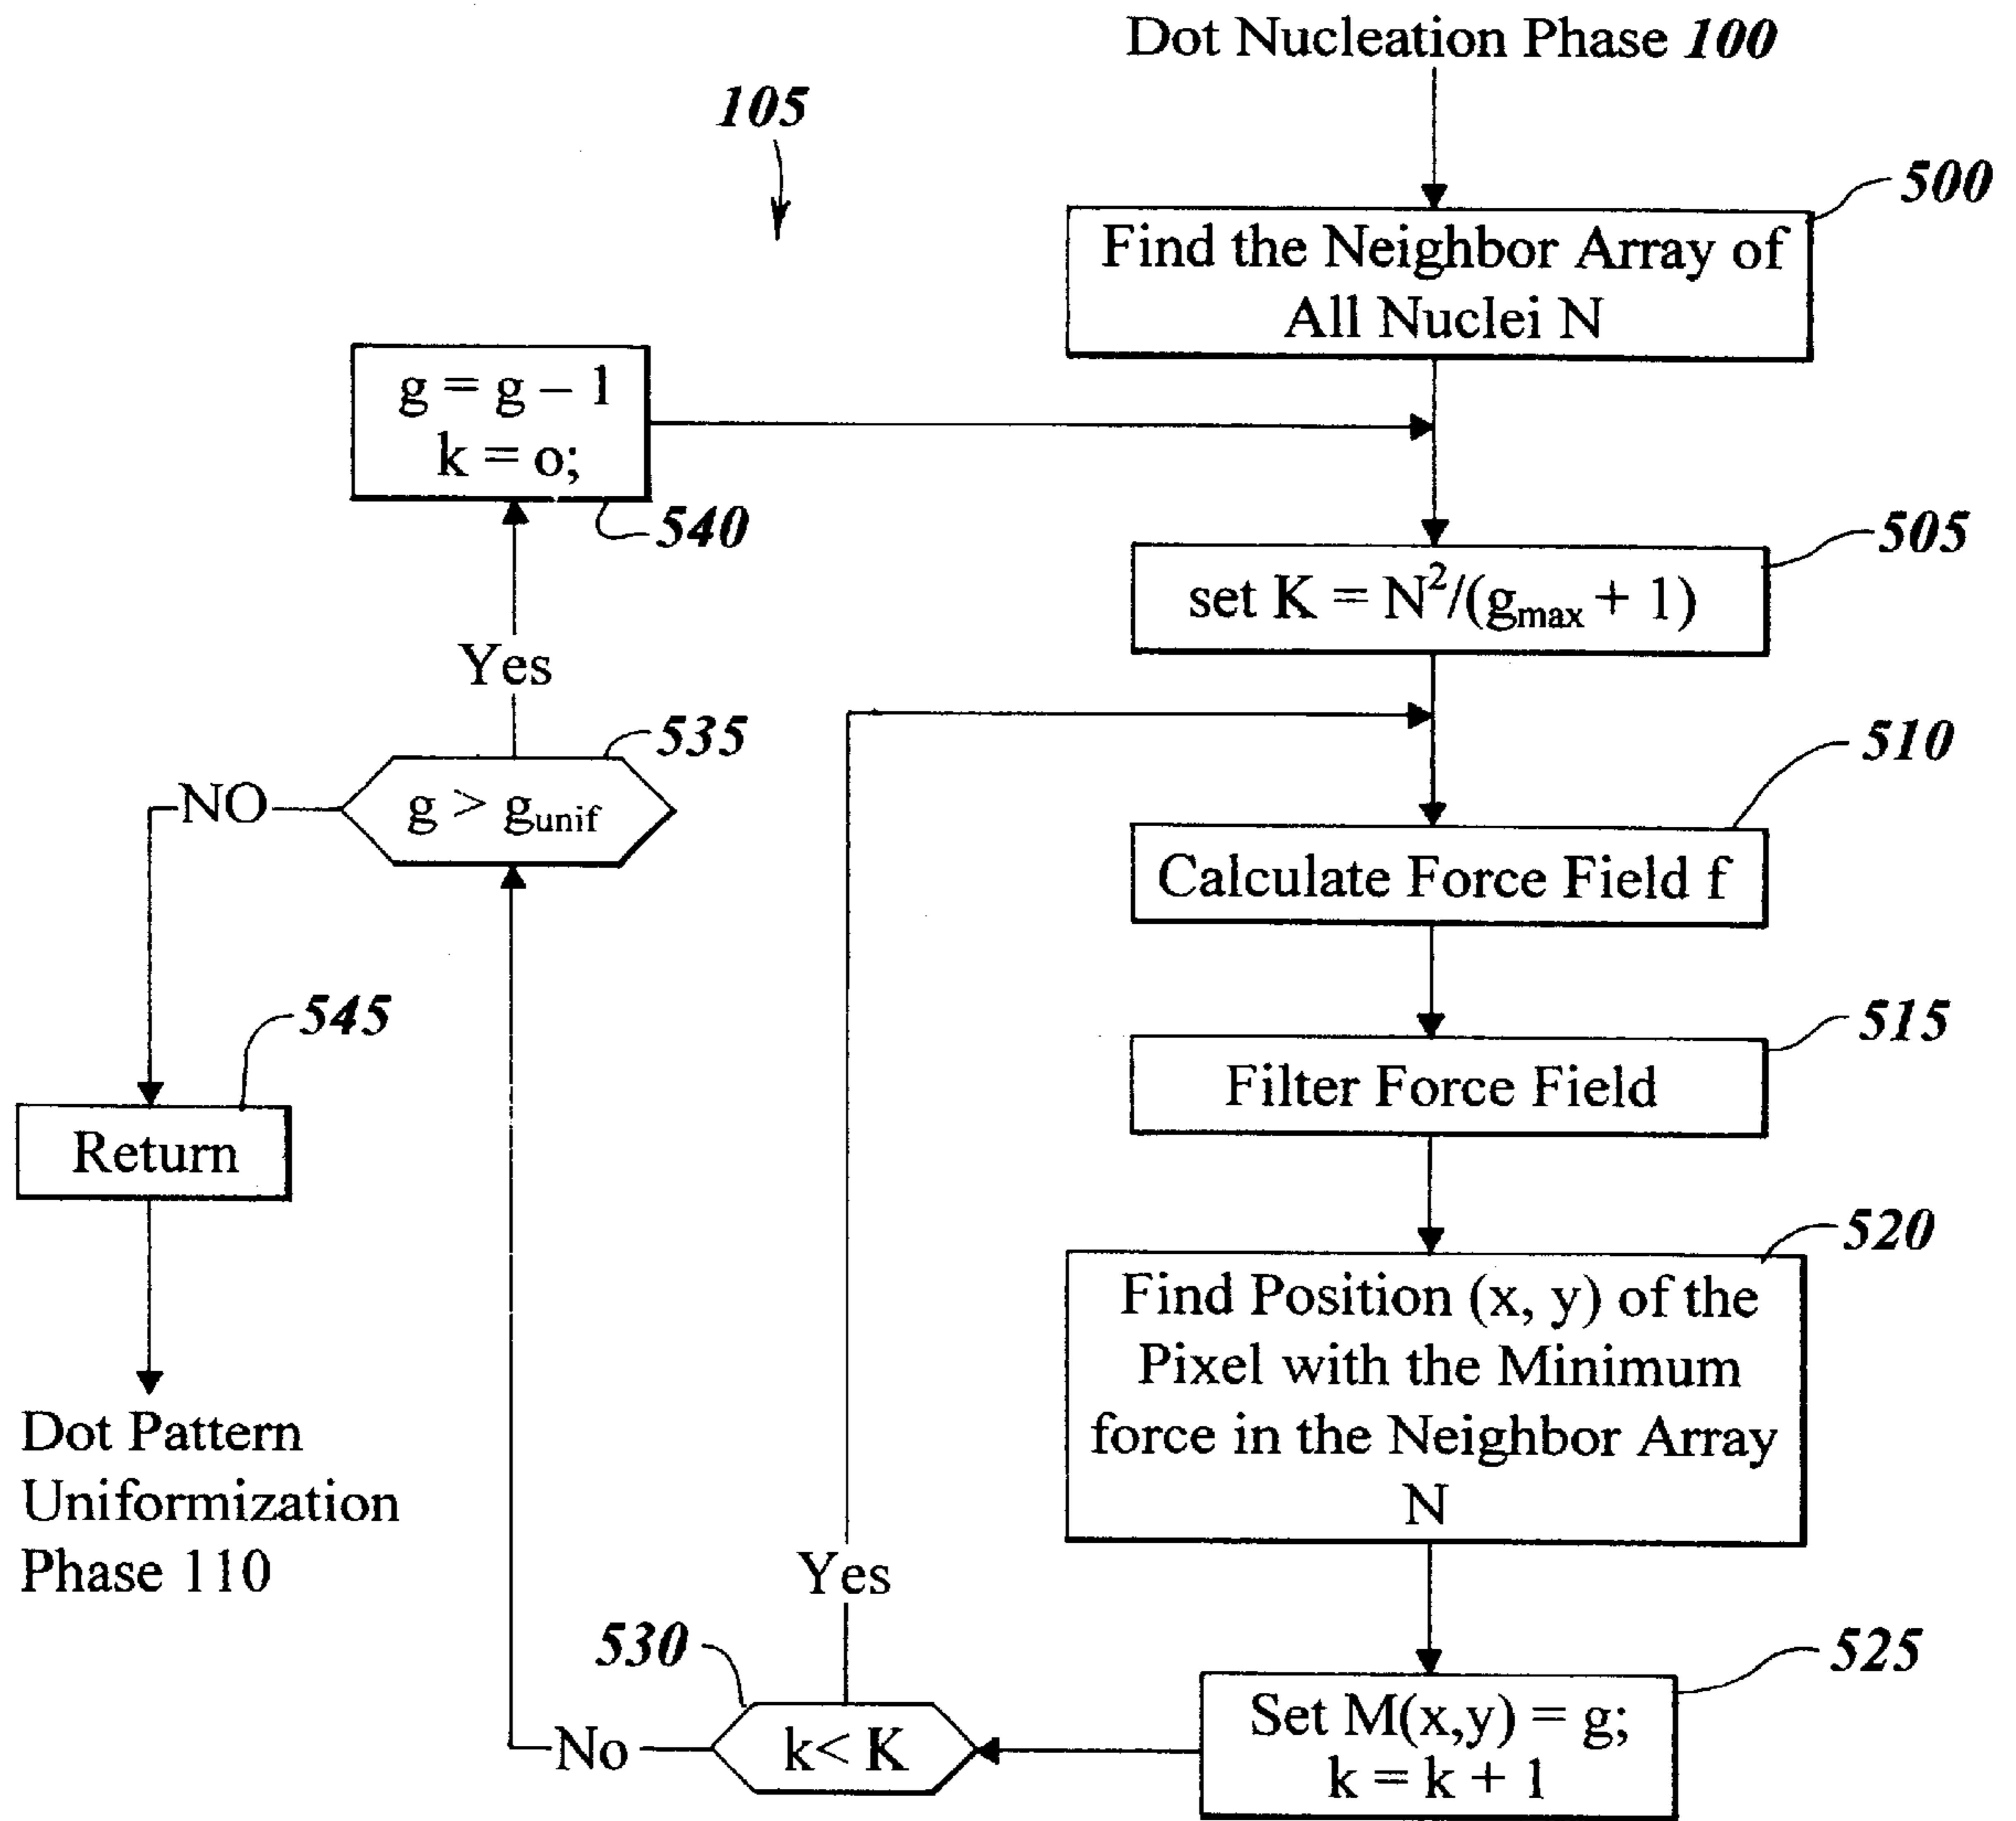 Dot Nucleation Phase 100
105
500
Find the Neighbor Array of
All Nuclei N
g = g – 1
k = o;
540
505
set K = N²/(gmax + 1)
Yes
535
510
NO
g > gunif
Calculate Force Field f
545
515
Return
Filter Force Field
520
Find Position (x, y) of the
Pixel with the Minimum
force in the Neighbor Array
N
Dot Pattern
Uniformization
Phase 110
Yes
530
525
No
k< K
Set M(x,y) = g;
k = k + 1